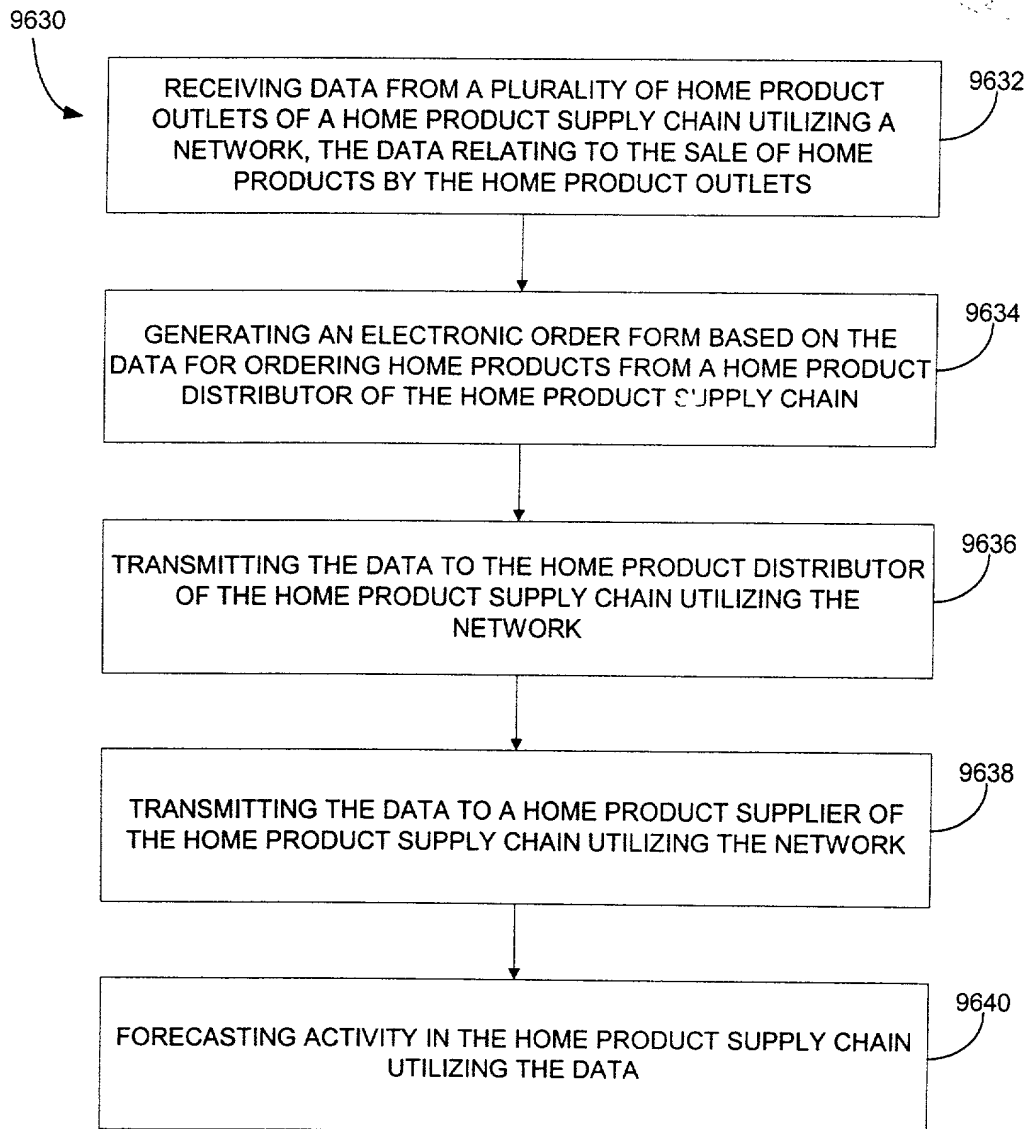 9630
RECEIVING DATA FROM A PLURALITY OF HOME PRODUCT
OUTLETS OF A HOME PRODUCT SUPPLY CHAIN UTILIZING A
NETWORK, THE DATA RELATING TO THE SALE OF HOME
PRODUCTS BY THE HOME PRODUCT OUTLETS
9632
GENERATING AN ELECTRONIC ORDER FORM BASED ON THE
DATA FOR ORDERING HOME PRODUCTS FROM A HOME PRODUCT
DISTRIBUTOR OF THE HOME PRODUCT SUPPLY CHAIN
9634
TRANSMITTING THE DATA TO THE HOME PRODUCT DISTRIBUTOR
OF THE HOME PRODUCT SUPPLY CHAIN UTILIZING THE
NETWORK
9636
TRANSMITTING THE DATA TO A HOME PRODUCT SUPPLIER OF
THE HOME PRODUCT SUPPLY CHAIN UTILIZING THE NETWORK
9638
FORECASTING ACTIVITY IN THE HOME PRODUCT SUPPLY CHAIN
UTILIZING THE DATA
9640